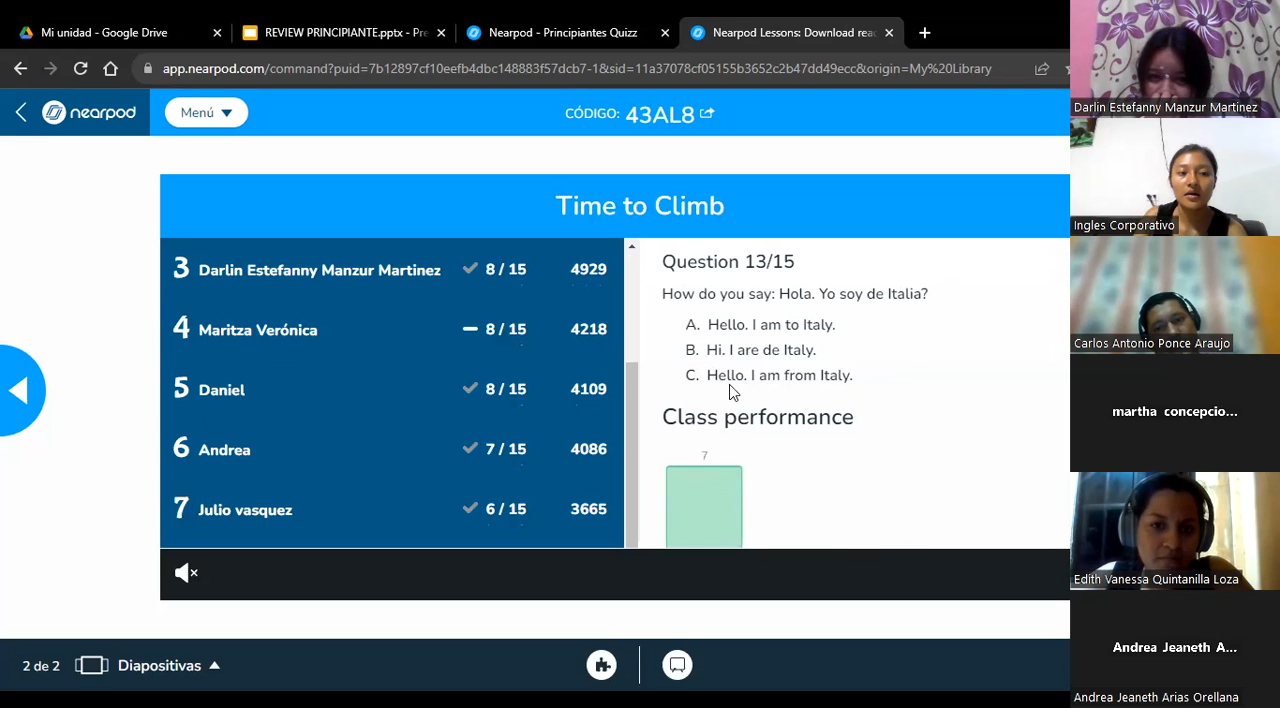 Mi unidad - Google Drive
REVIEW PRINCIPIANTE.pptx - Pre
Nearpod - Principiantes Quizz
Nearpod Lessons: Download rea
app.nearpod.com/command?puid=7b12897cf10eefb4dbc148883f57dcb7-1&sid=11a37078cf05155b3652c2b47dd49ecc&origin=My%20Library
nearpod
Menú
CÓDIGO: 43AL8
Time to Climb
3 Darlin Estefanny Manzur Martinez 8 / 15 4929
4 Maritza Verónica 8 / 15 4218
5 Daniel 8 / 15 4109
6 Andrea 7 / 15 4086
7 Julio vasquez 6 / 15 3665
Question 13/15
How do you say: Hola. Yo soy de Italia?
A. Hello. I am to Italy.
B. Hi. I are de Italy.
C. Hello. I am from Italy.
Class performance
7
2 de 2
Diapositivas
Darlin Estefanny Manzur Martinez
Ingles Corporativo
Carlos Antonio Ponce Araujo
martha concepcio...
Edith Vanessa Quintanilla Loza
Andrea Jeaneth A...
Andrea Jeaneth Arias Orellana